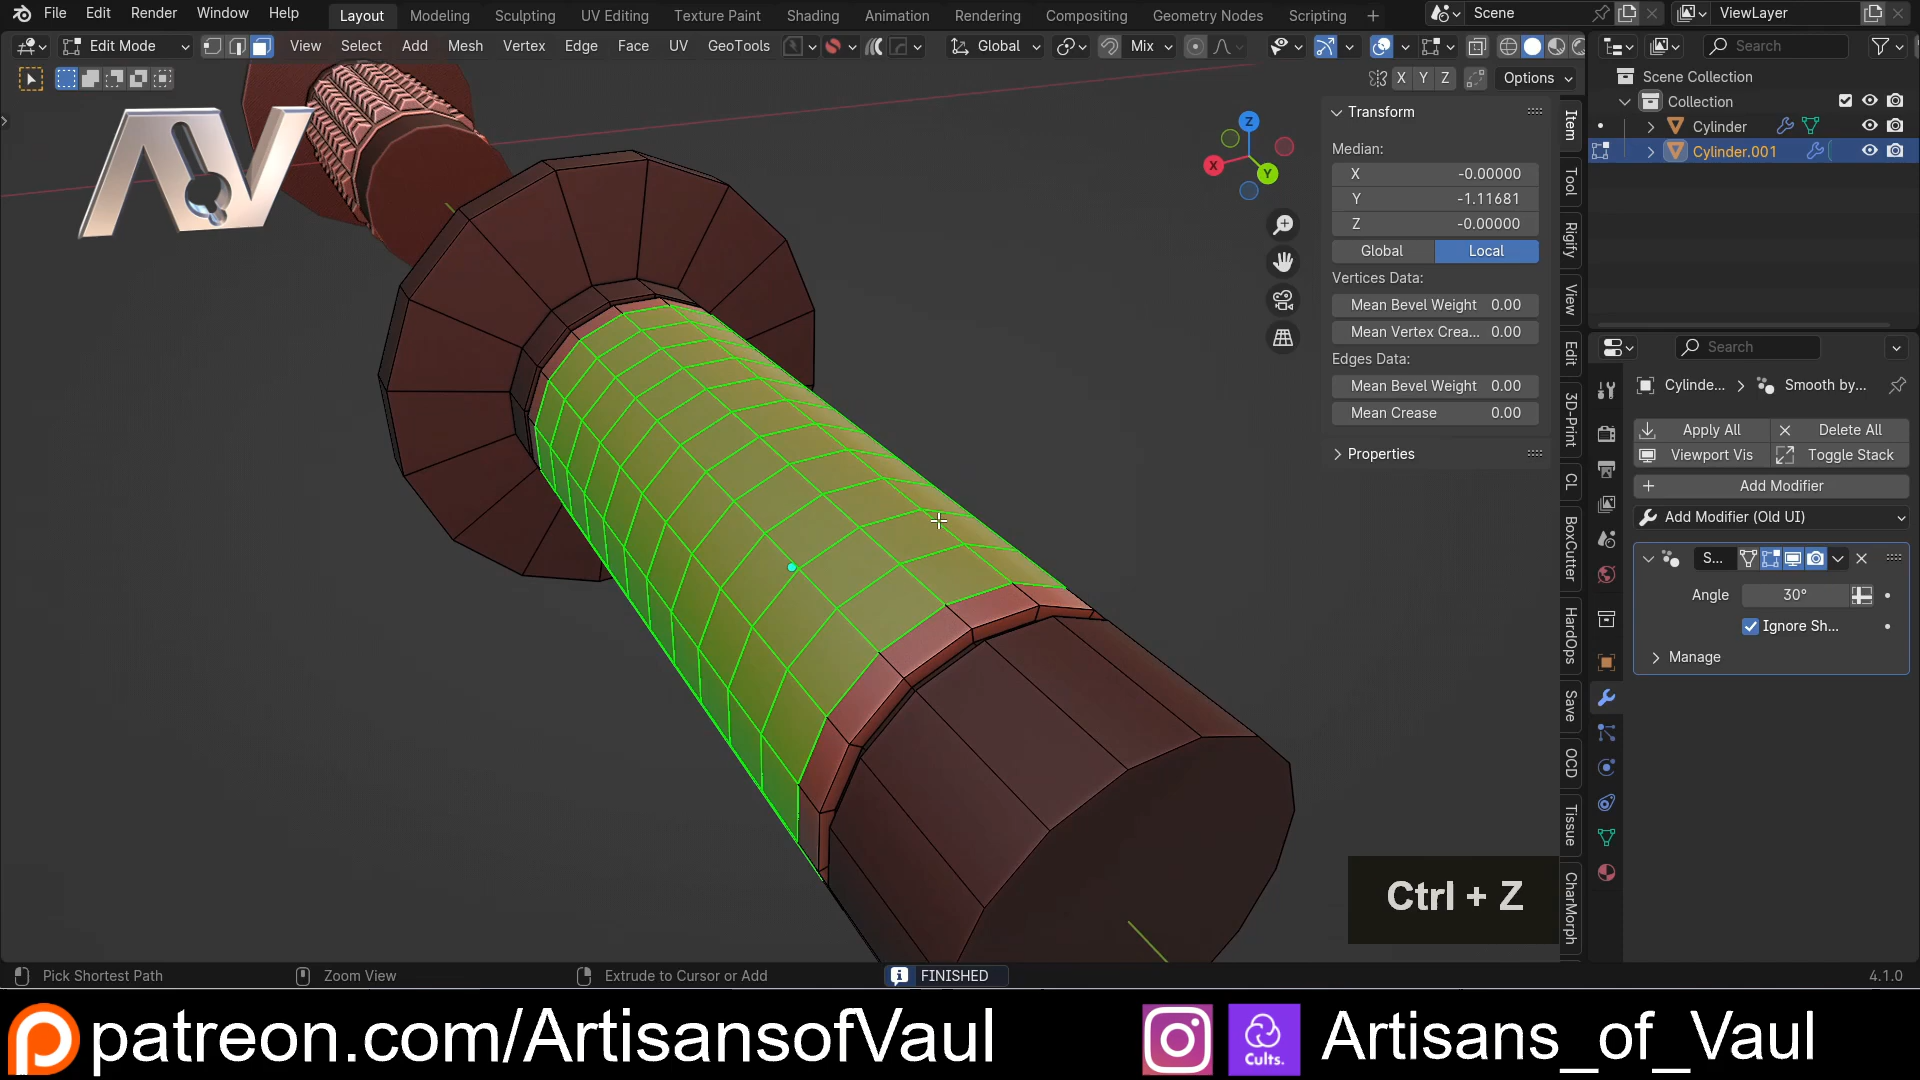 File Edit Render Window Help Layout Modeling Sculpting UV Editing Texture Paint Shading Animation Rendering Compositing Geometry Nodes Scripting + Scene ViewLayer
Edit Mode View Select Add Mesh Vertex Edge Face UV GeoTools Global Mix Search
X Y Z Options
Scene Collection
Collection
Cylinder
Cylinder.001
AV
Z
X
Y
Transform
Median:
X -0.00000
Y -1.11681
Z -0.00000
Global Local
Vertices Data:
Mean Bevel Weight 0.00
Mean Vertex Crea... 0.00
Edges Data:
Mean Bevel Weight 0.00
Mean Crease 0.00
Properties
Item
Tool
Rigify
View
Edit
3D-Print
CL
BoxCutter
HardOps
Save
OCD
Tissue
CharMorph
Search
Cylinde... Smooth by...
Apply All Delete All
Viewport Vis Toggle Stack
Add Modifier
Add Modifier (Old UI)
S...
Angle 30°
Ignore Sh...
Manage
Ctrl + Z
Pick Shortest Path Zoom View Extrude to Cursor or Add FINISHED 4.1.0
patreon.com/ArtisansofVaul Cults. Artisans_of_Vaul